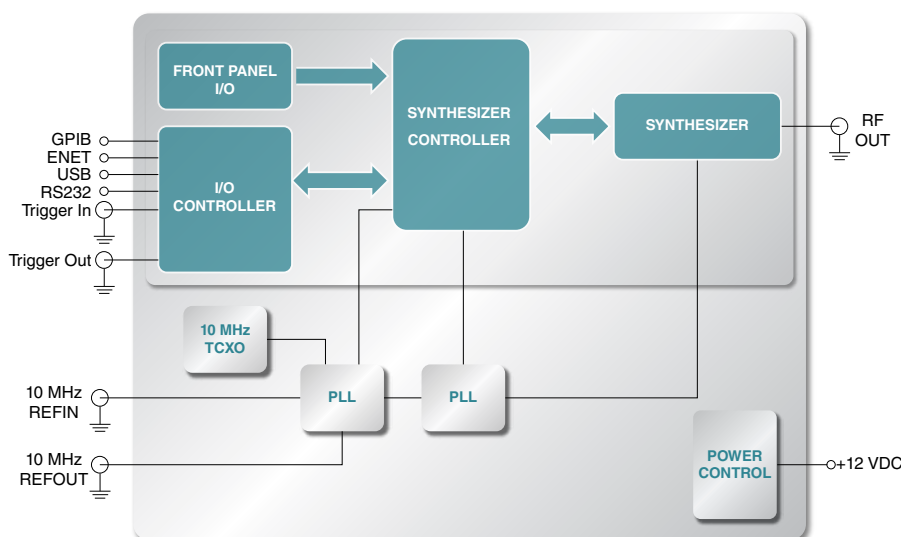 FRONT PANEL
I/O
SYNTHESIZER
CONTROLLER
SYNTHESIZER
RF
OUT
GPIB
ENET
USB
RS232
Trigger In
I/O
CONTROLLER
Trigger Out
10 MHz
TCXO
PLL
PLL
10 MHz
REFIN
10 MHz
REFOUT
POWER
CONTROL
+12 VDC